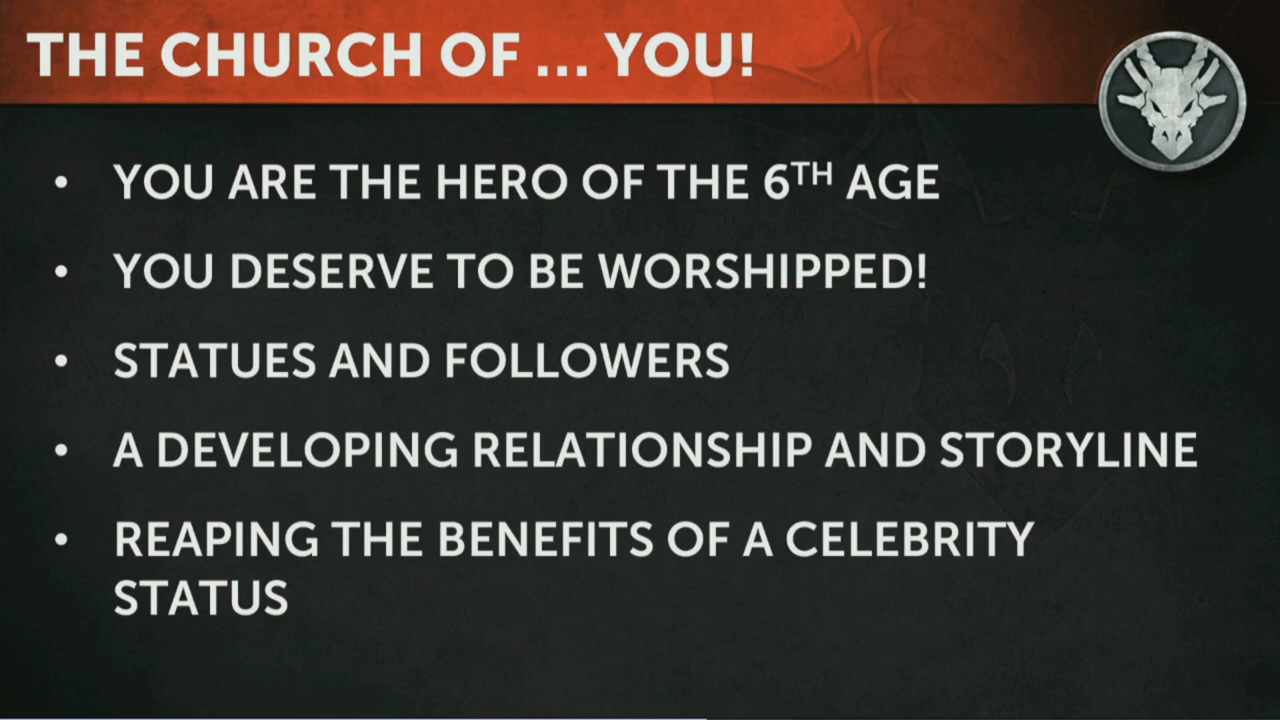 THE CHURCH OF ... YOU!
• YOU ARE THE HERO OF THE 6TH AGE
• YOU DESERVE TO BE WORSHIPPED!
• STATUES AND FOLLOWERS
• A DEVELOPING RELATIONSHIP AND STORYLINE
• REAPING THE BENEFITS OF A CELEBRITY
STATUS